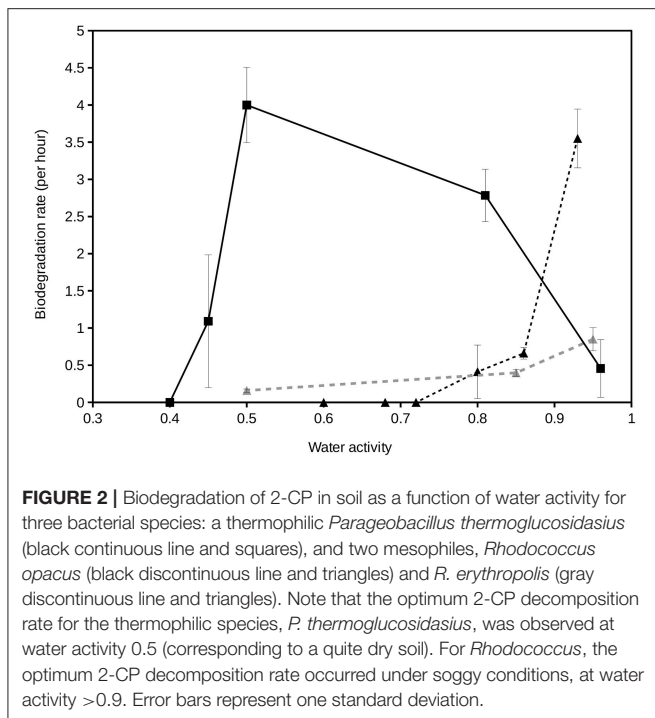 5
4.5
4
3.5
3
2.5
2
1.5
1
0.5
0
Biodegradation rate (per hour)
0.3 0.4 0.5 0.6 0.7 0.8 0.9 1
Water activity
FIGURE 2 | Biodegradation of 2-CP in soil as a function of water activity for
three bacterial species: a thermophilic Parageobacillus thermoglucosidasius
(black continuous line and squares), and two mesophiles, Rhodococcus
opacus (black discontinuous line and triangles) and R. erythropolis (gray
discontinuous line and triangles). Note that the optimum 2-CP decomposition
rate for the thermophilic species, P. thermoglucosidasius, was observed at
water activity 0.5 (corresponding to a quite dry soil). For Rhodococcus, the
optimum 2-CP decomposition rate occurred under soggy conditions, at water
activity >0.9. Error bars represent one standard deviation.